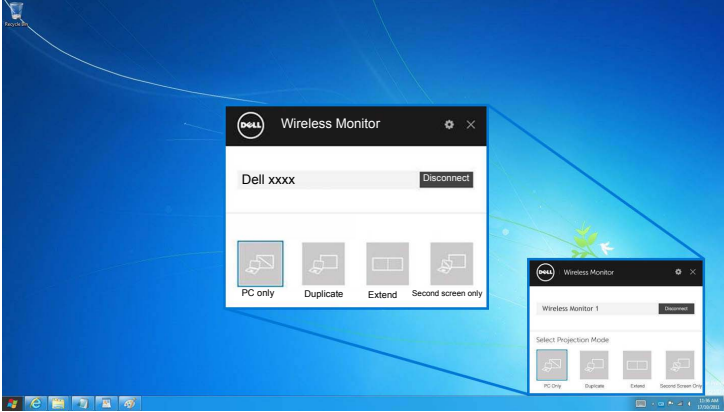 Recycle Bin
DELL
Wireless Monitor
Dell xxxx
Disconnect
PC only
Duplicate
Extend
Second screen only
DELL
Wireless Monitor
Wireless Monitor 1
Disconnect
Select Projection Mode
PC Only
Duplicate
Extend
Second Screen Only